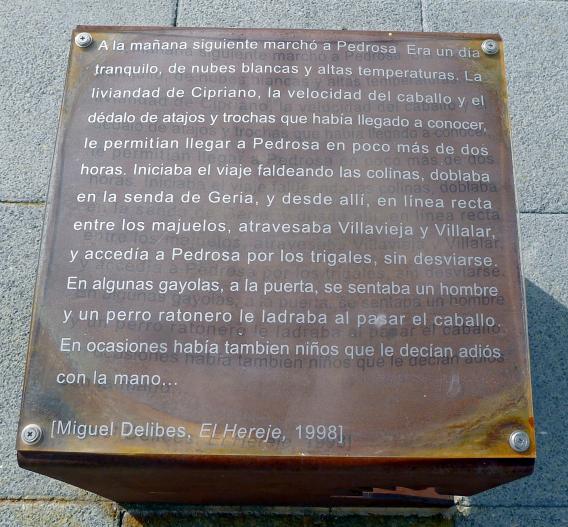 A la mañana siguiente marchó a Pedrosa Era un día
tranquilo, de nubes blancas y altas temperaturas. La
liviandad de Cipriano, la velocidad del caballo y el
dédalo de atajos y trochas que había llegado a conocer,
le permitian llegar a Pedrosa en poco más de dos
horas. Iniciaba el viaje faldeando las colinas, doblaba
en la senda de Geria, y desde allí, en línea recta
entre los majuelos, atravesaba Villavieja y Villalar,
y accedía a Pedrosa por los trigales, sin desviarse.
En algunas gayolas, a la puerta, se sentaba un hombre
y un perro ratonero le ladraba al pasar el caballo.
En ocasiones había tambien niños que le decían adiós
con la mano...
[Miguel Delibes, El Hereje, 1998]